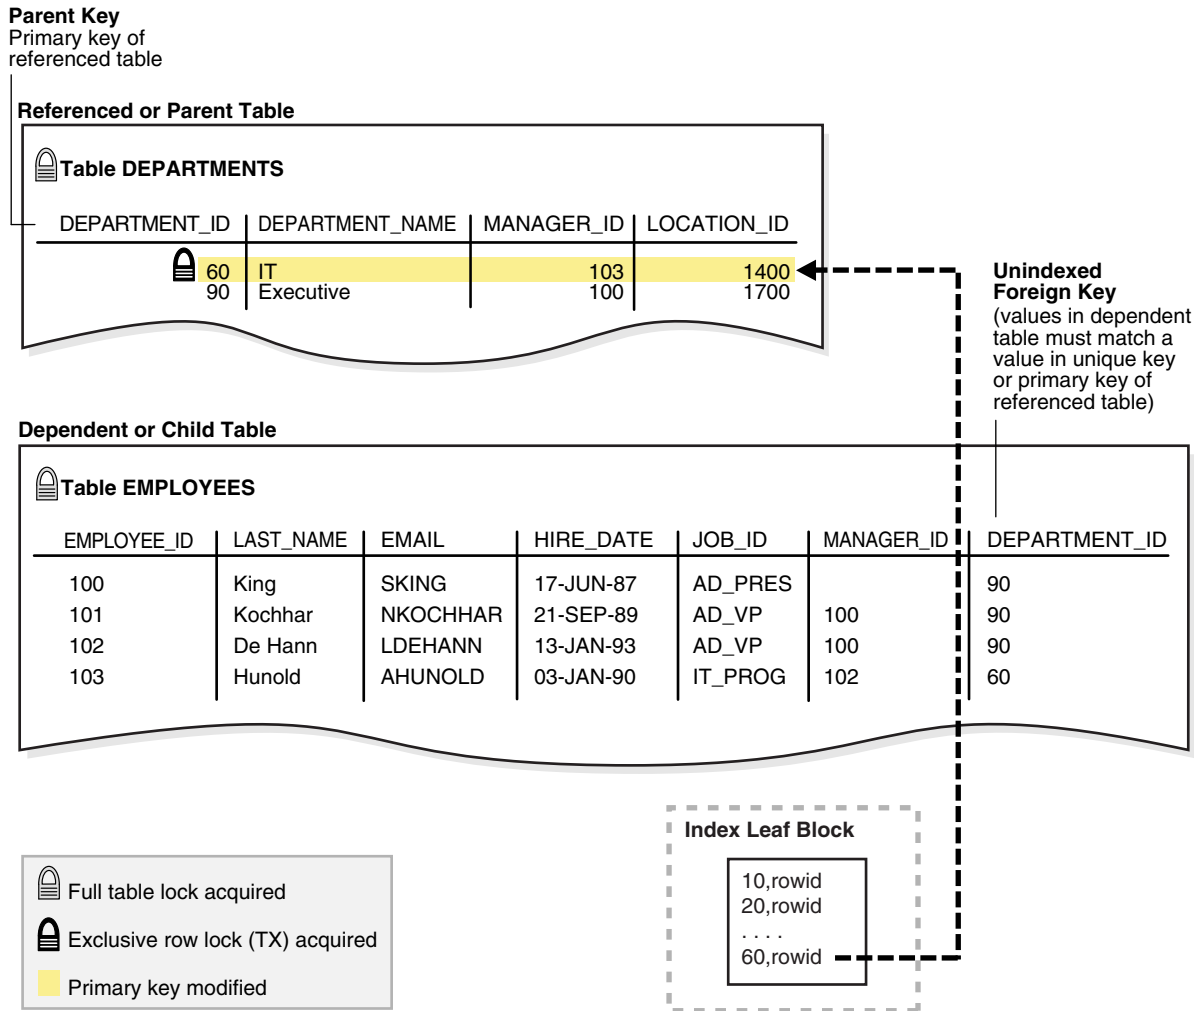 Parent Key
Primary key of
referenced table
Referenced or Parent Table
Table DEPARTMENTS
DEPARTMENT_ID DEPARTMENT_NAME MANAGER_ID LOCATION_ID
60 IT 103 1400
90 Executive 100 1700
Unindexed
Foreign Key
(values in dependent
table must match a
value in unique key
or primary key of
referenced table)
Dependent or Child Table
Table EMPLOYEES
EMPLOYEE_ID LAST_NAME EMAIL HIRE_DATE JOB_ID MANAGER_ID DEPARTMENT_ID
100 King SKING 17-JUN-87 AD_PRES 90
101 Kochhar NKOCHHAR 21-SEP-89 AD_VP 100 90
102 De Hann LDEHANN 13-JAN-93 AD_VP 100 90
103 Hunold AHUNOLD 03-JAN-90 IT_PROG 102 60
Index Leaf Block
10,rowid
20,rowid
. . . .
60,rowid
Full table lock acquired
Exclusive row lock (TX) acquired
Primary key modified